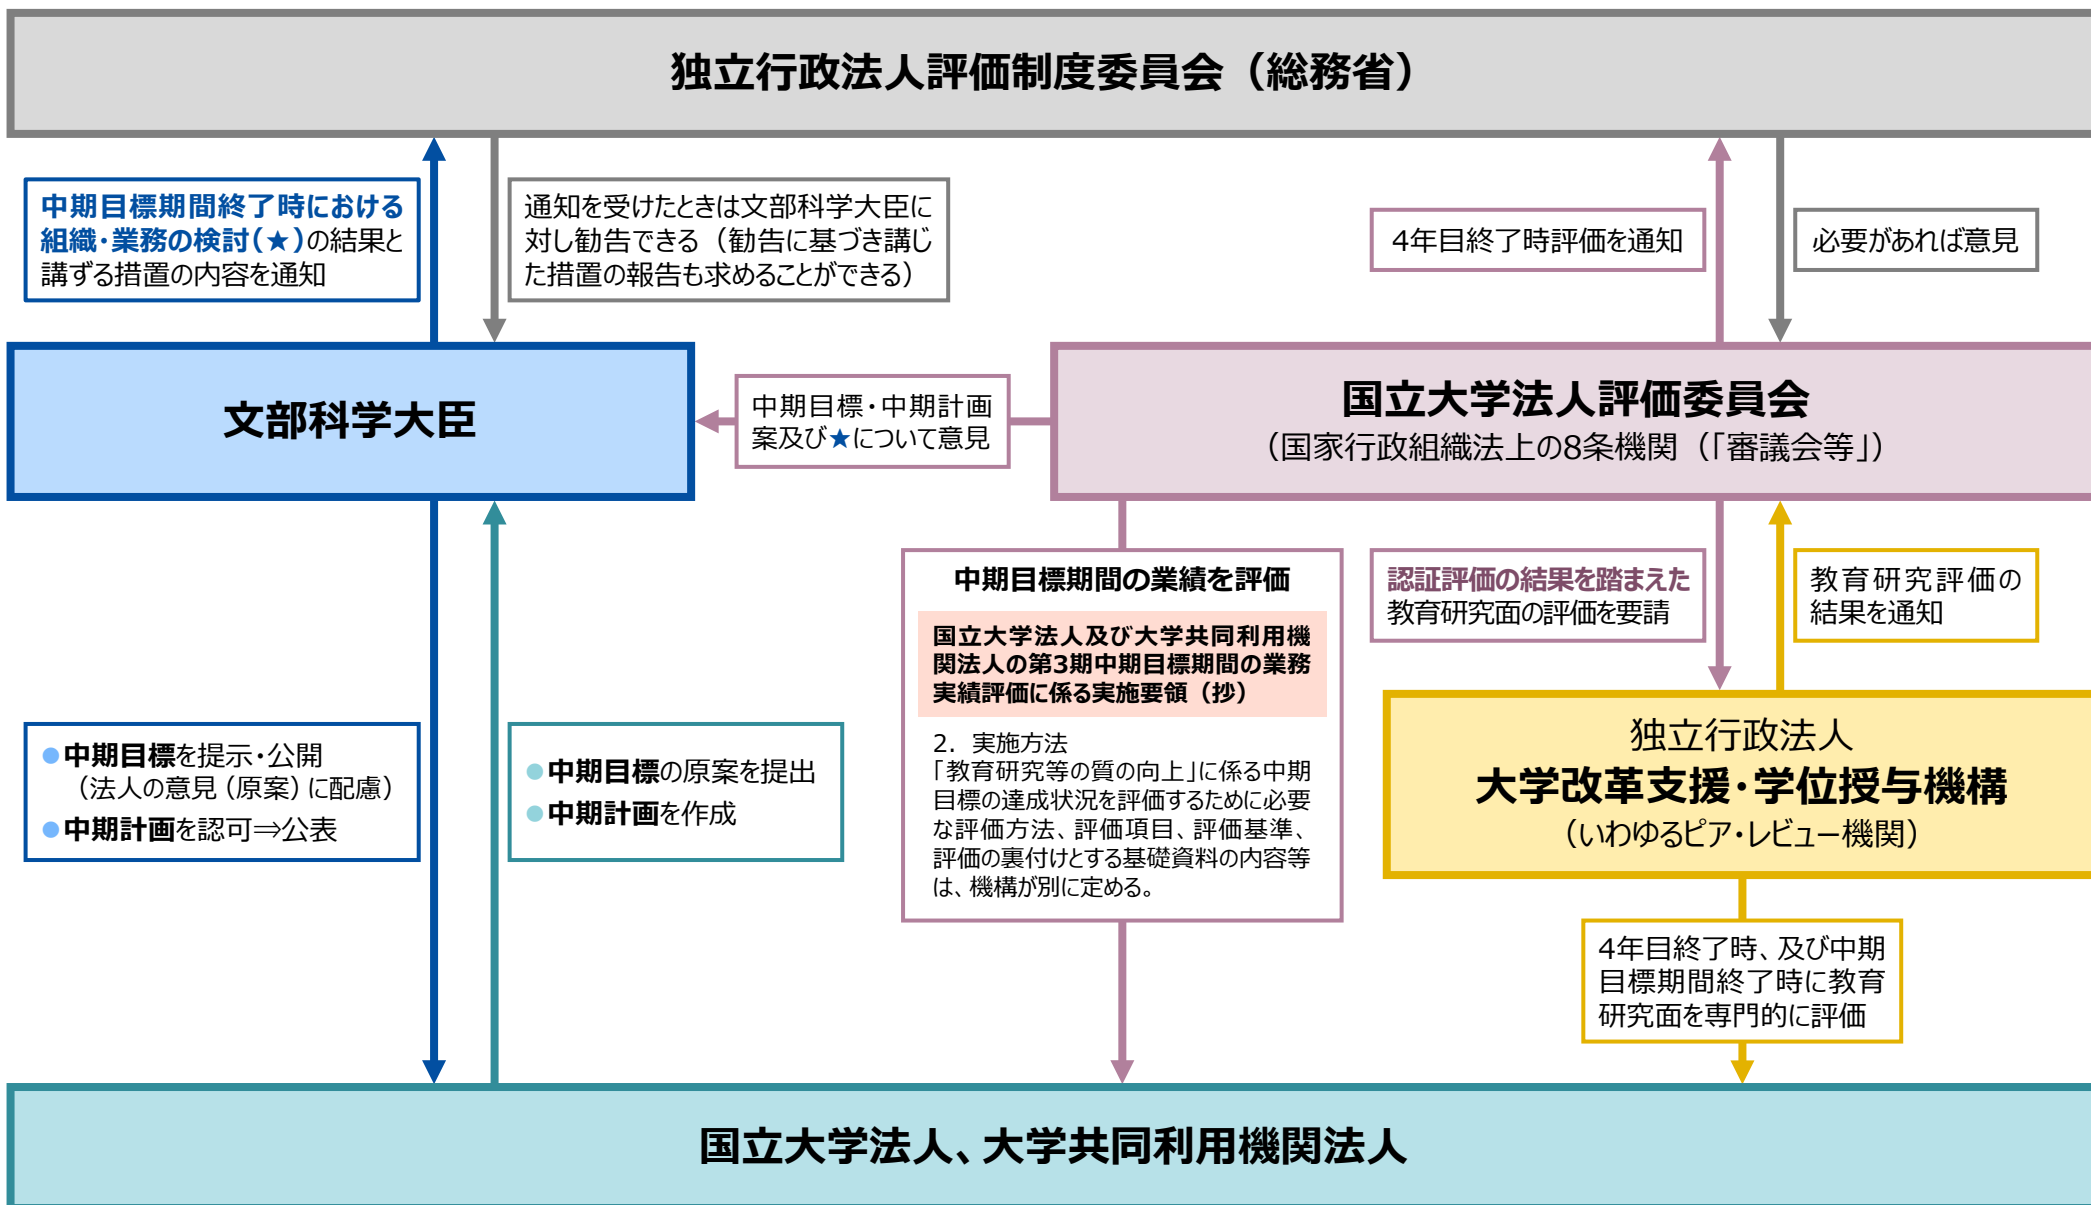 独立行政法人評価制度委員会（総務省）
中期目標期間終了時における
組織・業務の検討（★）の結果と
講ずる措置の内容を通知
通知を受けたときは文部科学大臣に
対し勧告できる（勧告に基づき講じ
た措置の報告も求めることができる）
4年目終了時評価を通知
必要があれば意見
文部科学大臣
中期目標・中期計画
案及び★について意見
国立大学法人評価委員会
（国家行政組織法上の8条機関（「審議会等」）
中期目標期間の業績を評価
国立大学法人及び大学共同利用機
関法人の第3期中期目標期間の業務
実績評価に係る実施要領（抄）
2． 実施方法
「教育研究等の質の向上」に係る中期
目標の達成状況を評価するために必要
な評価方法、評価項目、評価基準、
評価の裏付けとする基礎資料の内容等
は、機構が別に定める。
認証評価の結果を踏まえた
教育研究面の評価を要請
教育研究評価の
結果を通知
●中期目標を提示・公開
（法人の意見（原案）に配慮）
●中期計画を認可⇒公表
●中期目標の原案を提出
●中期計画を作成
独立行政法人
大学改革支援・学位授与機構
（いわゆるピア・レビュー機関）
4年目終了時、及び中期
目標期間終了時に教育
研究面を専門的に評価
国立大学法人、大学共同利用機関法人